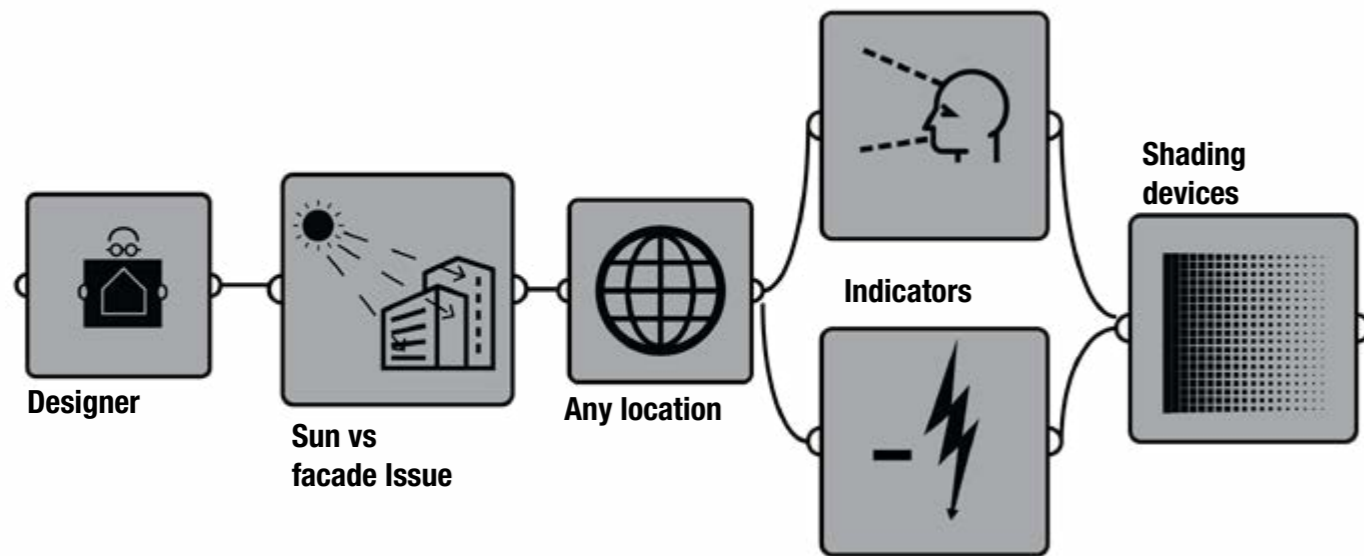 Designer
Sun vs
facade Issue
Any location
Indicators
Shading
devices